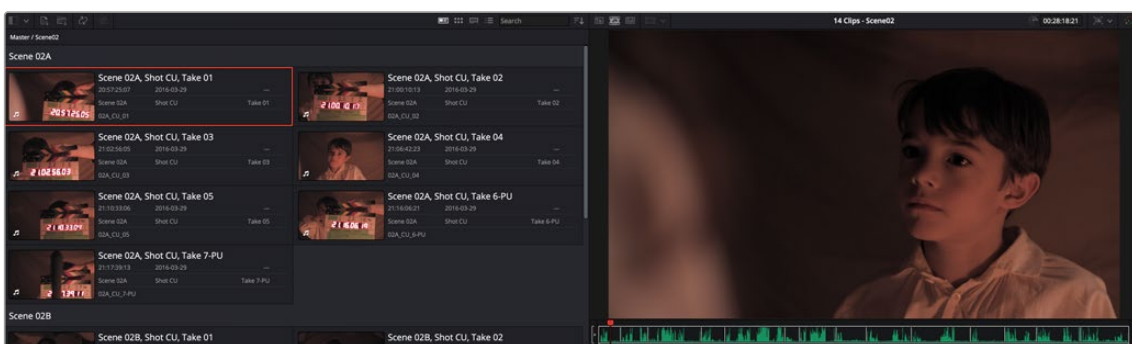 Search
14 Clips - Scene02
00:28:18:21
Master / Scene02
Scene 02A
Scene 02A, Shot CU, Take 01
20:57:25:07 2016-03-29 —
Scene 02A Shot CU Take 01
02A_CU_01
20572505
Scene 02A, Shot CU, Take 02
21:00:10:13 2016-03-29 —
Scene 02A Shot CU Take 02
02A_CU_02
Scene 02A, Shot CU, Take 03
21:02:56:05 2016-03-29 —
Scene 02A Shot CU Take 03
02A_CU_03
21025603
Scene 02A, Shot CU, Take 04
21:06:42:23 2016-03-29 —
Scene 02A Shot CU Take 04
02A_CU_04
Scene 02A, Shot CU, Take 05
21:10:33:06 2016-03-29 —
Scene 02A Shot CU Take 05
02A_CU_05
Scene 02A, Shot CU, Take 6-PU
21:16:06:21 2016-03-29 —
Scene 02A Shot CU Take 6-PU
02A_CU_6-PU
Scene 02A, Shot CU, Take 7-PU
21:17:39:13 2016-03-29 —
Scene 02A Shot CU Take 7-PU
02A_CU_7-PU
Scene 02B
Scene 02B, Shot CU, Take 01
Scene 02B, Shot CU, Take 02